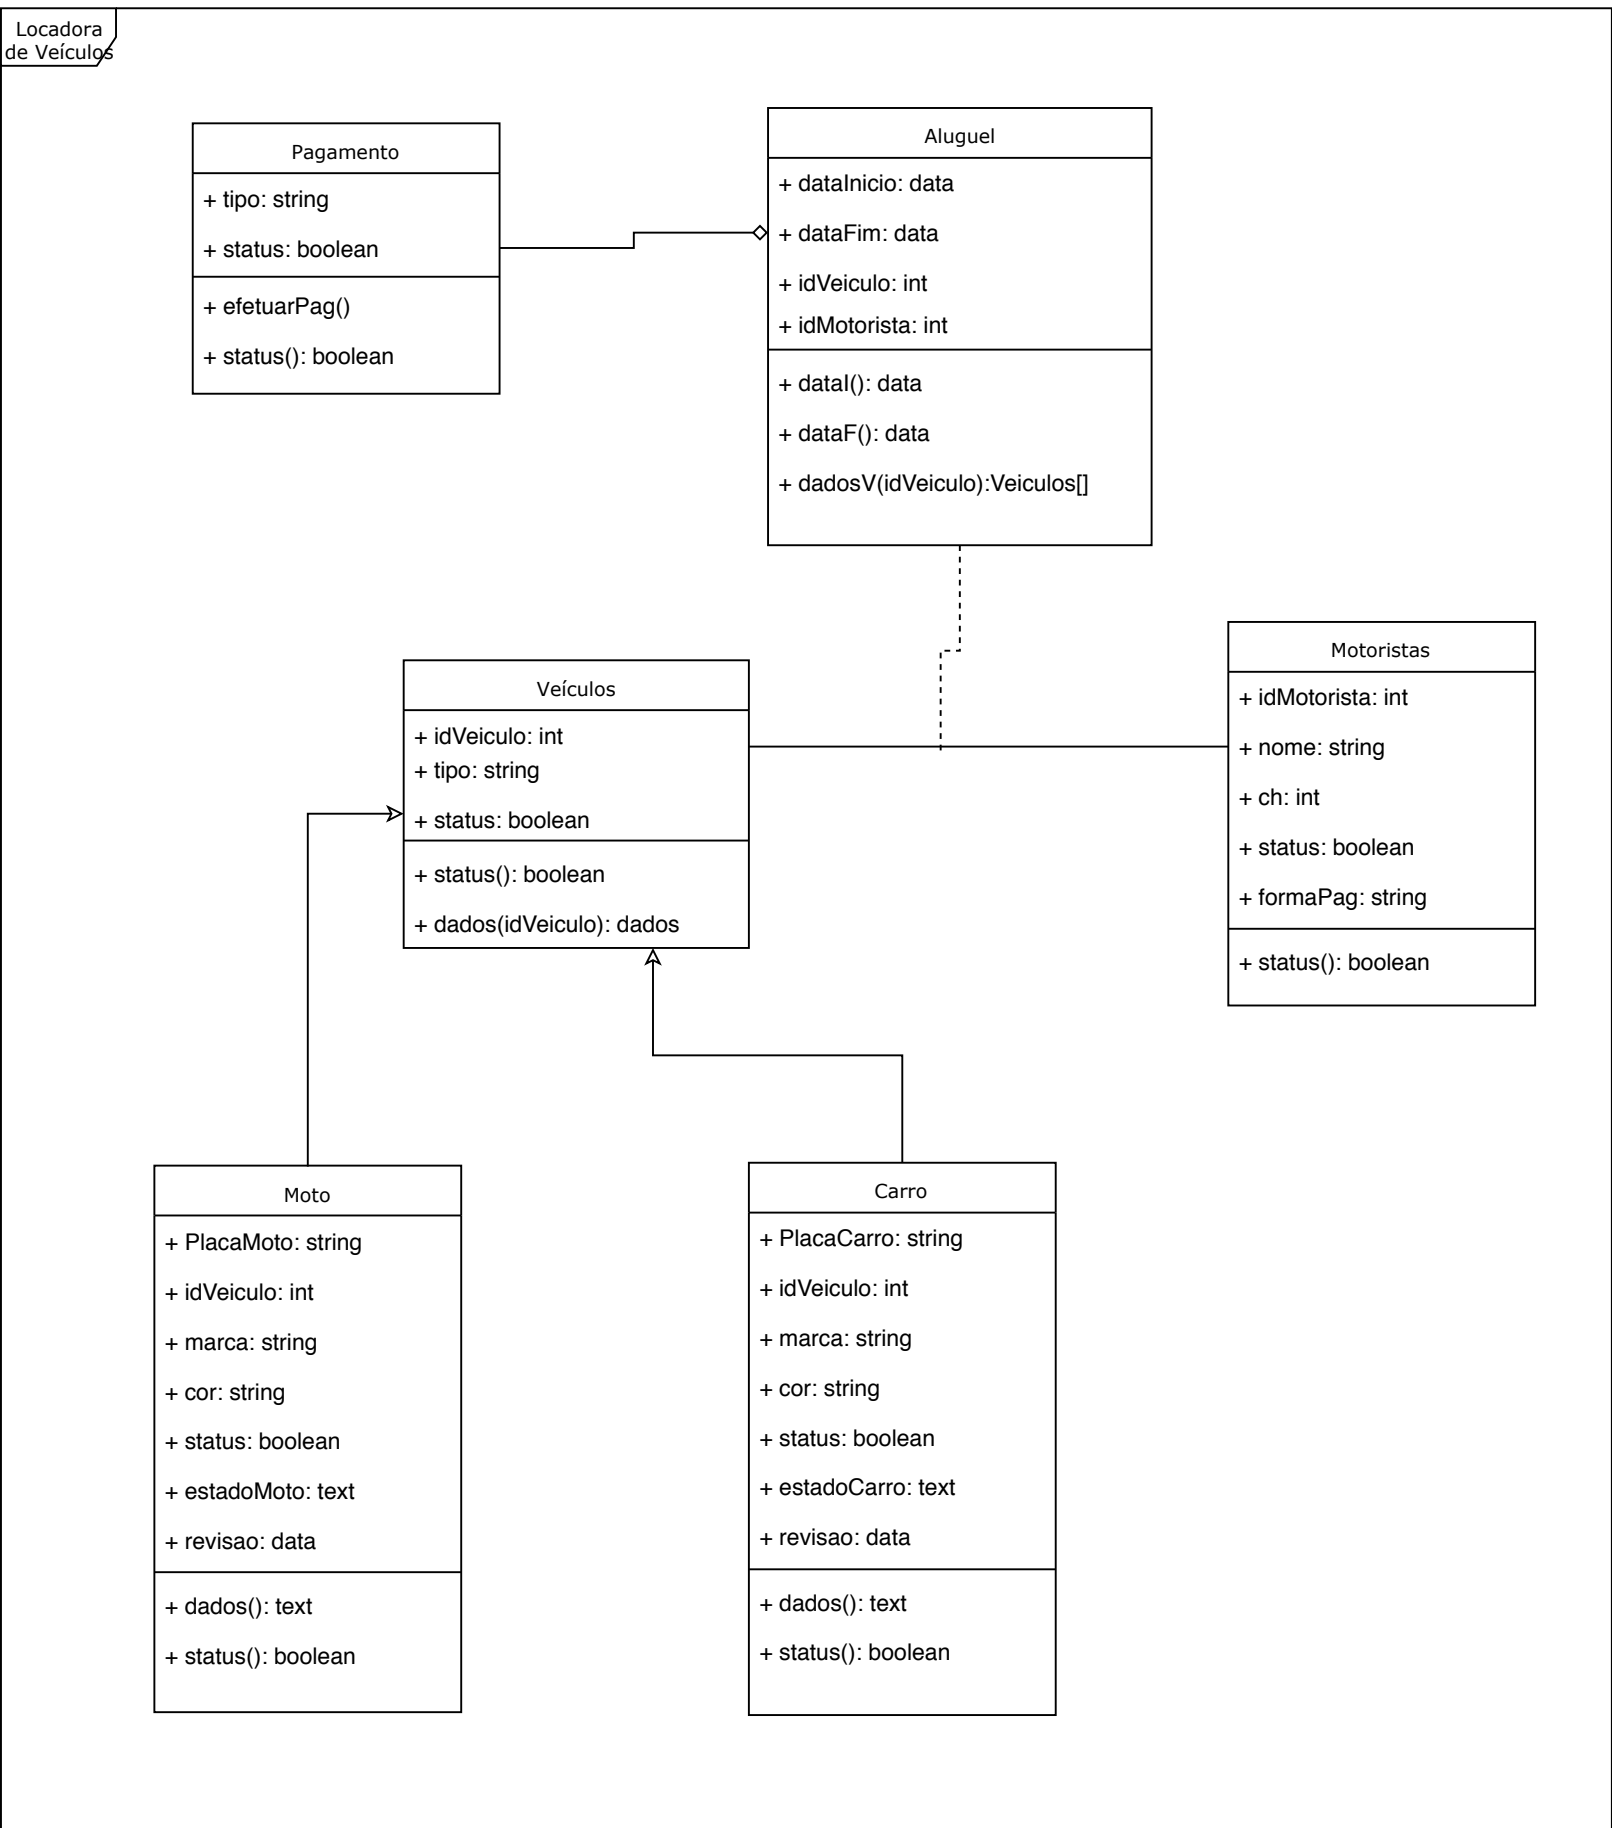 Locadora
de Veículos
Pagamento
+ tipo: string
+ status: boolean
+ efetuarPag()
+ status(): boolean
Aluguel
+ dataInicio: data
+ dataFim: data
+ idVeiculo: int
+ idMotorista: int
+ dataI(): data
+ dataF(): data
+ dadosV(idVeiculo):Veiculos[]
Veículos
+ idVeiculo: int
+ tipo: string
+ status: boolean
+ status(): boolean
+ dados(idVeiculo): dados
Motoristas
+ idMotorista: int
+ nome: string
+ ch: int
+ status: boolean
+ formaPag: string
+ status(): boolean
Moto
+ PlacaMoto: string
+ idVeiculo: int
+ marca: string
+ cor: string
+ status: boolean
+ estadoMoto: text
+ revisao: data
+ dados(): text
+ status(): boolean
Carro
+ PlacaCarro: string
+ idVeiculo: int
+ marca: string
+ cor: string
+ status: boolean
+ estadoCarro: text
+ revisao: data
+ dados(): text
+ status(): boolean